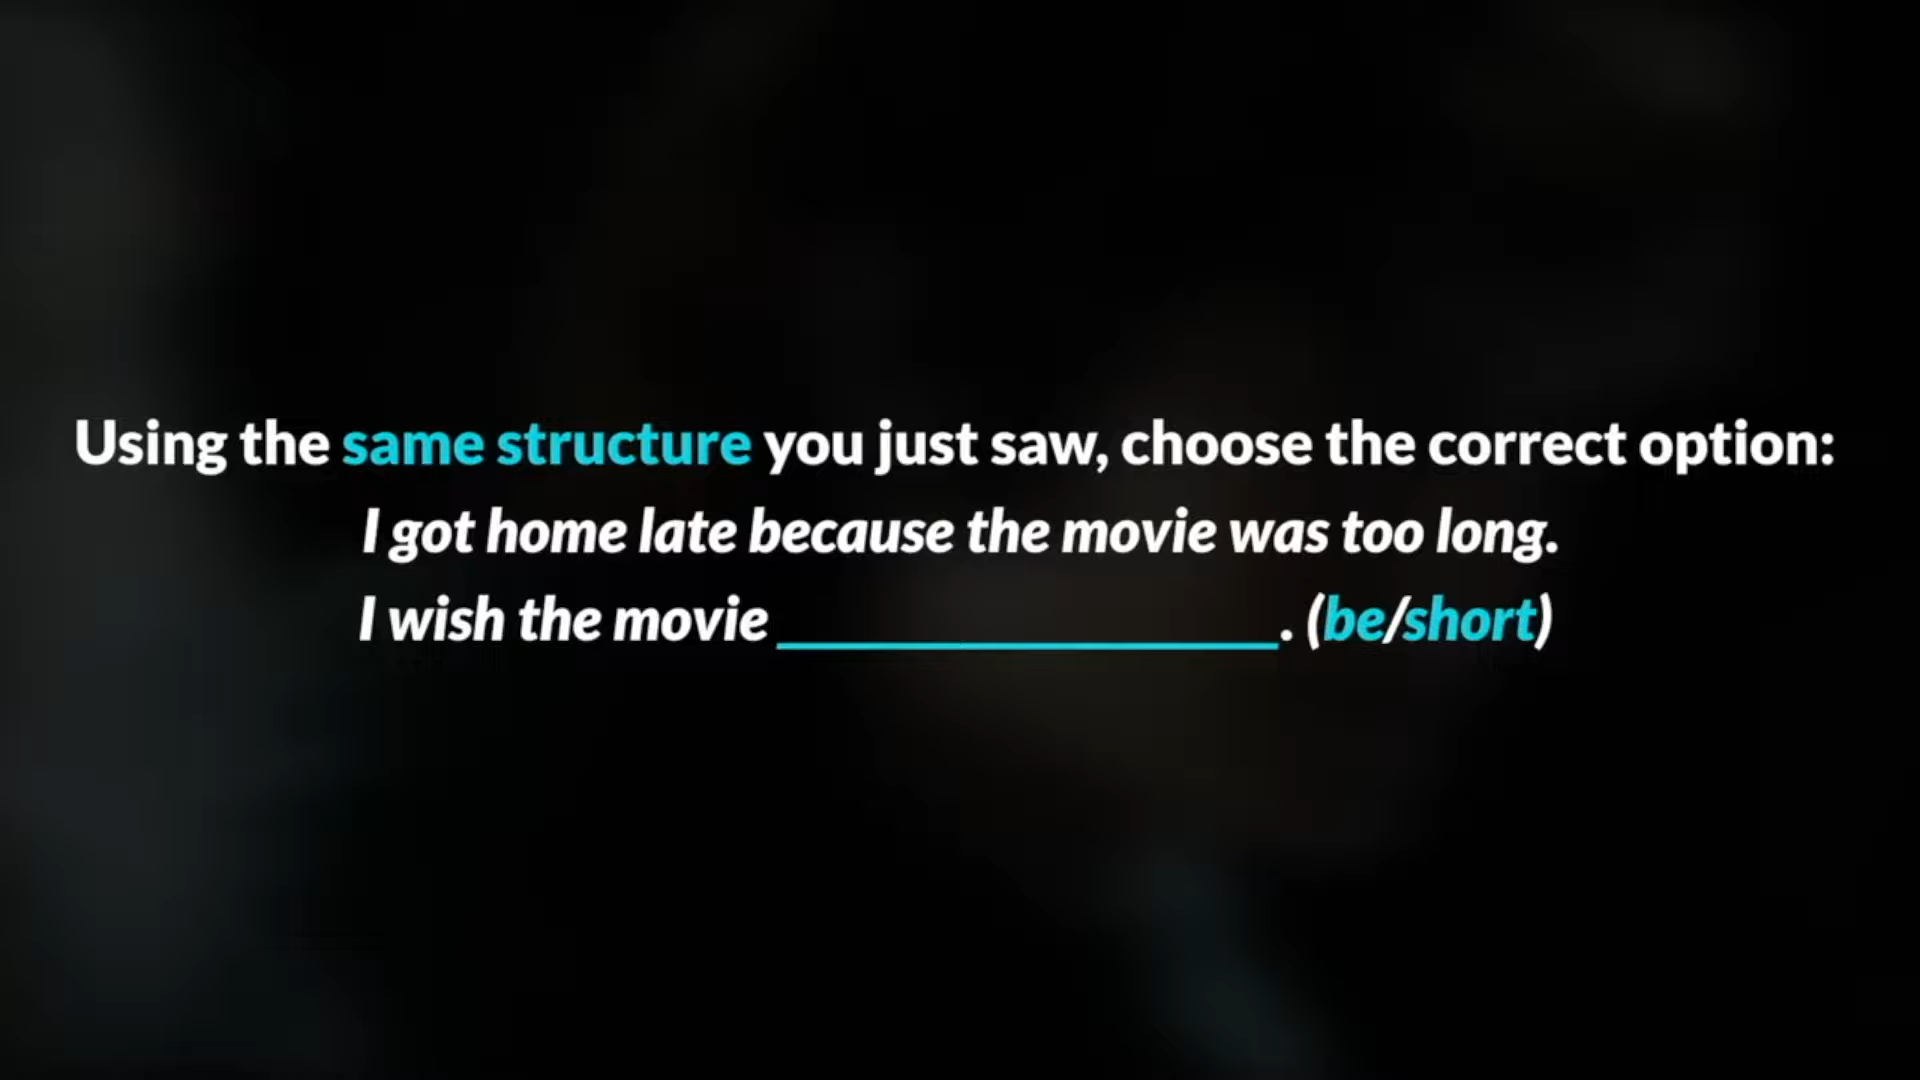 Using the same structure you just saw, choose the correct option:
I got home late because the movie was too long.
I wish the movie ________________. (be/short)